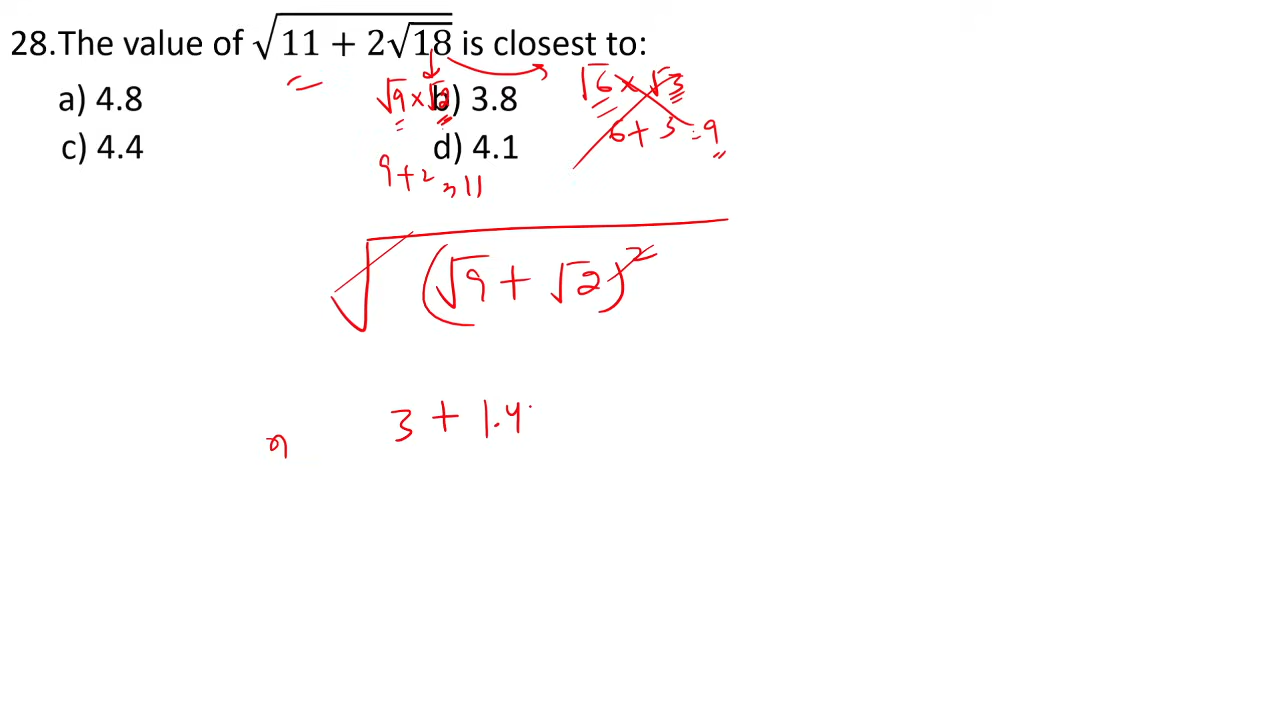 28.The value of √(11 + 2√18) is closest to:
a) 4.8 b) 3.8
c) 4.4 d) 4.1
√9 × √2
9 + 2 = 11
√6 × √3
6 + 3 = 9
√(√9 + √2)²
3 + 1.4